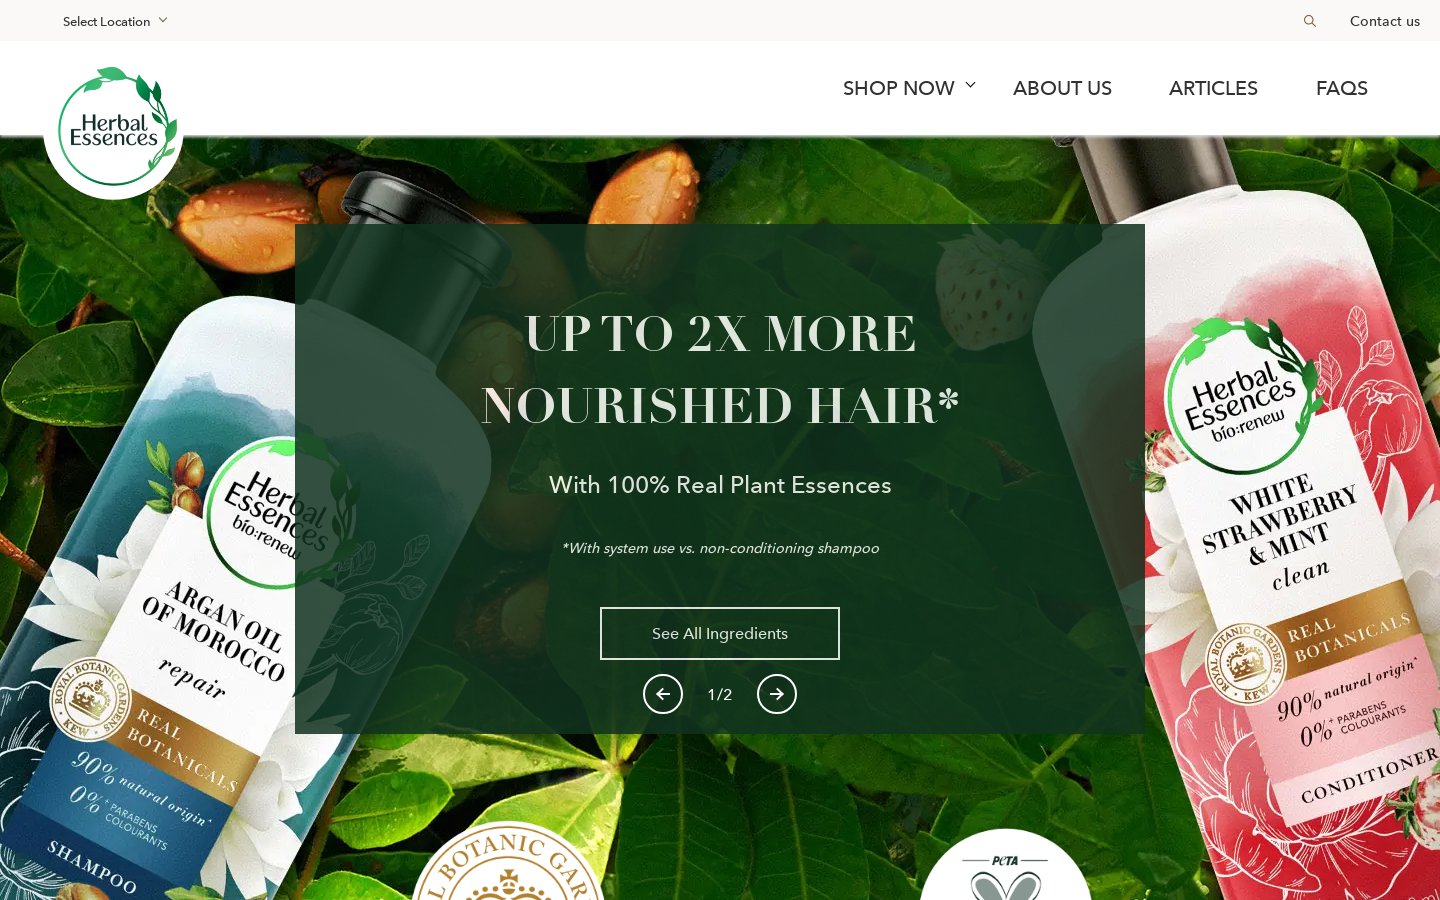 Select Location
Contact us
SHOP NOW
ABOUT US
ARTICLES
FAQS
Herbal
Essences
UP TO 2X MORE
NOURISHED HAIR*
With 100% Real Plant Essences
*With system use vs. non-conditioning shampoo
See All Ingredients
1/2
Herbal
Essences
bío:renew
ARGAN OIL
OF MOROCCO
repair
ROYAL BOTANIC GARDENS
KEW
REAL
BOTANICALS
90% natural origin^
0%+ PARABENS
COLOURANTS
SHAMPOO
Herbal
Essences
bío:renew
WHITE
STRAWBERRY
& MINT
clean
ROYAL BOTANIC GARDENS
KEW
REAL
BOTANICALS
90% natural origin^
0%+ PARABENS
COLOURANTS
CONDITIONER
BOTANIC
PETA